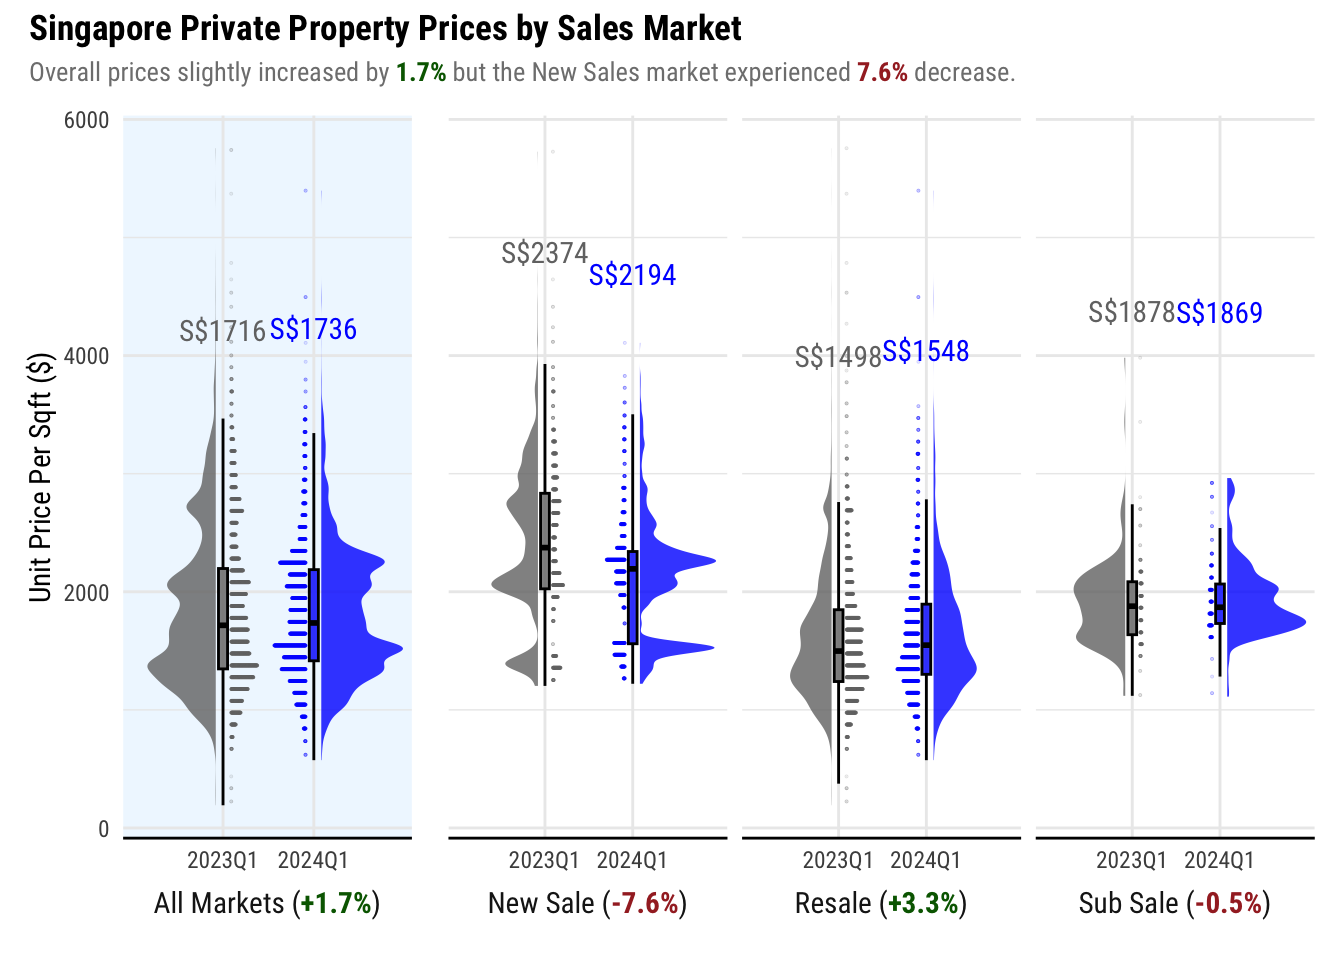 Singapore Private Property Prices by Sales Market
Overall prices slightly increased by 1.7% but the New Sales market experienced 7.6% decrease.
Unit Price Per Sqft ($)
6000
4000
2000
0
S$1716 S$1736
S$2374
S$2194
S$1498 S$1548
S$1878 S$1869
2023Q1 2024Q1
2023Q1 2024Q1
2023Q1 2024Q1
2023Q1 2024Q1
All Markets (+1.7%)
New Sale (-7.6%)
Resale (+3.3%)
Sub Sale (-0.5%)